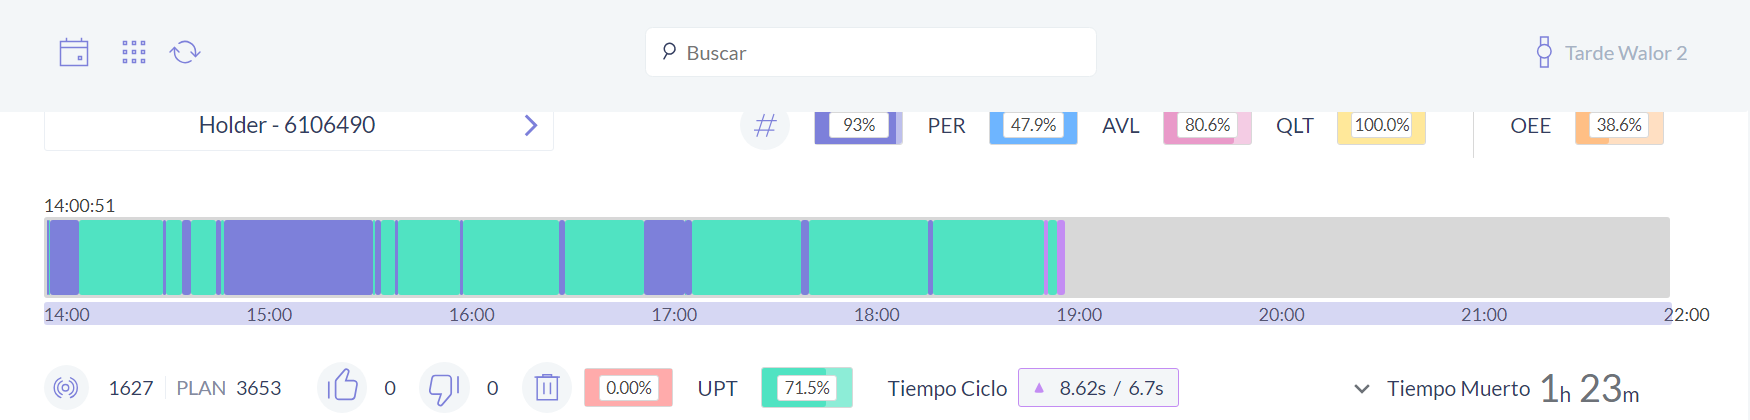 Buscar
Tarde Walor 2
Holder - 6106490 # 93% PER 47.9% AVL 80.6% QLT 100.0% OEE 38.6%
14:00:51
14:00 15:00 16:00 17:00 18:00 19:00 20:00 21:00 22:00
1627 PLAN 3653 0 0 0.00% UPT 71.5% Tiempo Ciclo ▲ 8.62s / 6.7s Tiempo Muerto 1h 23m